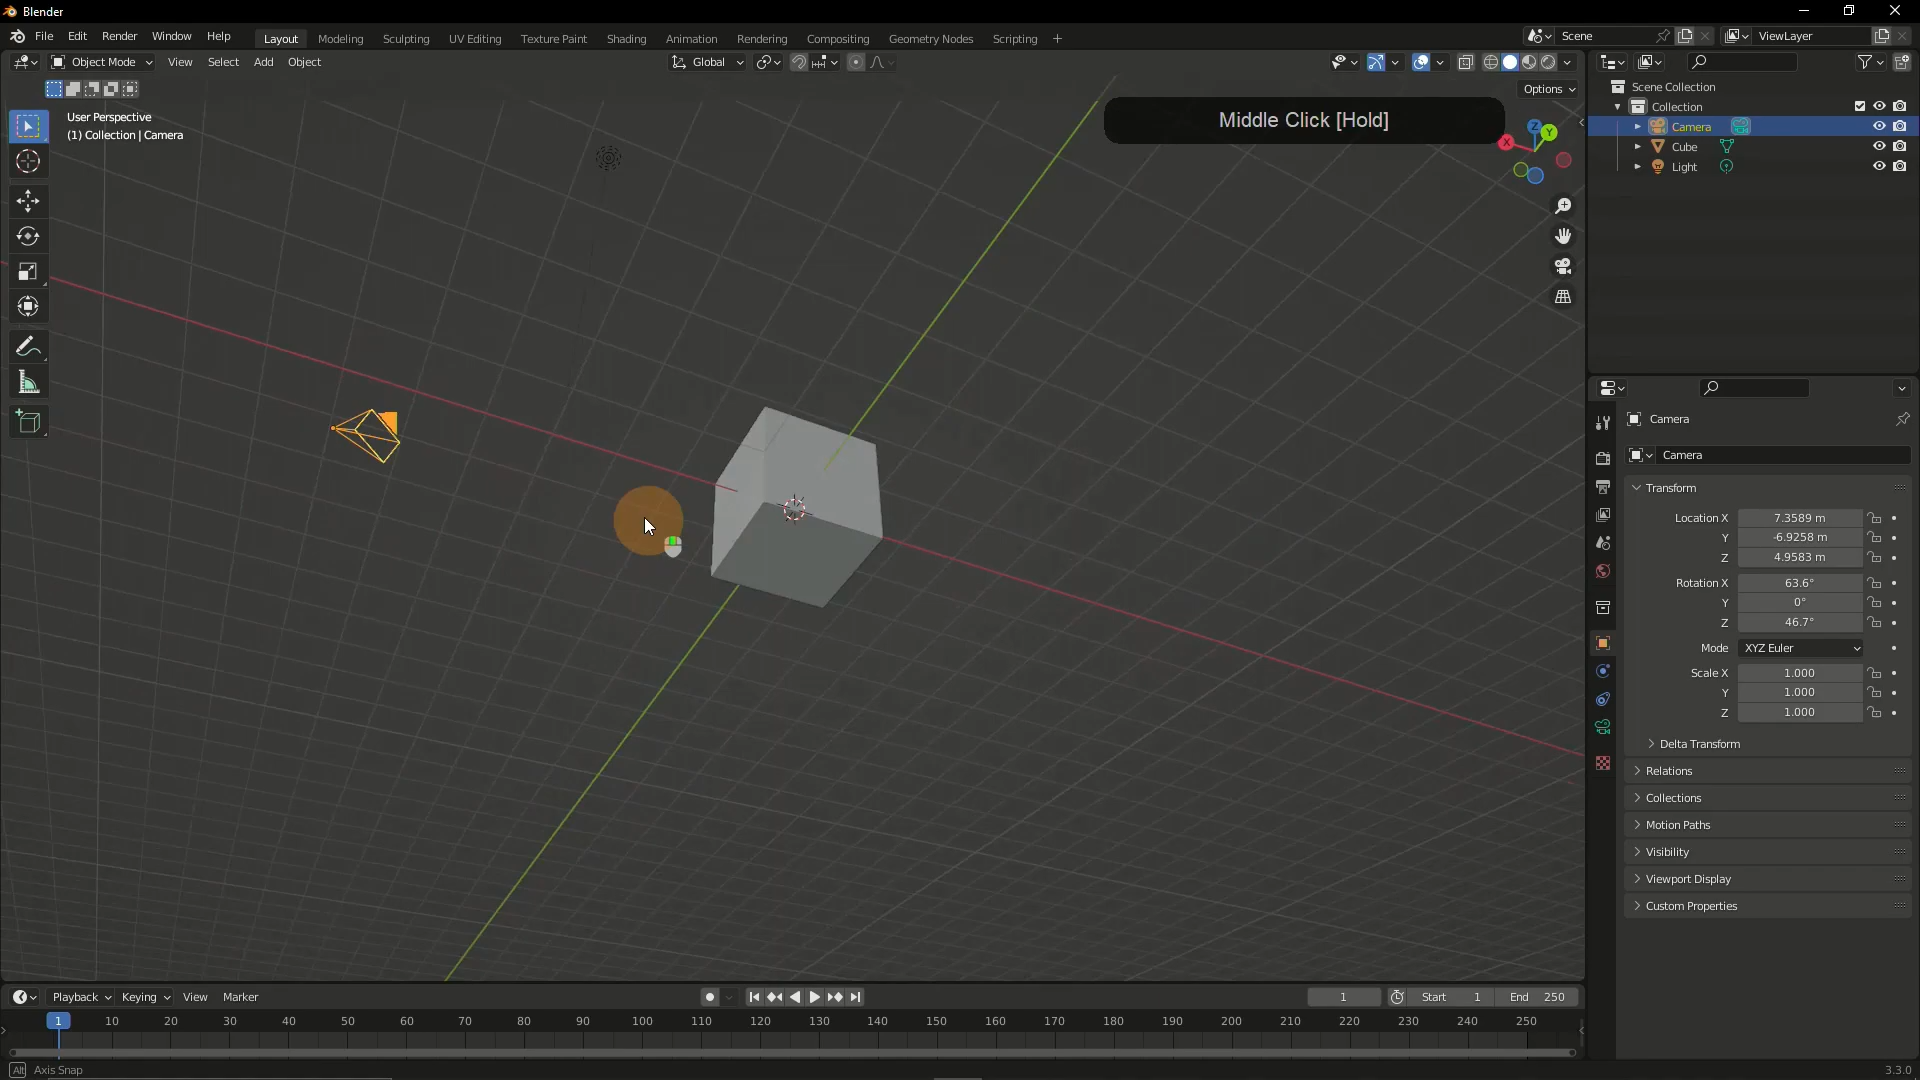 Blender
File Edit Render Window Help
Layout Modeling Sculpting UV Editing Texture Paint Shading Animation Rendering Compositing Geometry Nodes Scripting +
Scene
ViewLayer
Object Mode View Select Add Object
Global
Options
User Perspective
(1) Collection | Camera
Middle Click [Hold]
Z
Y
X
Scene Collection
Collection
Camera
Cube
Light
Camera
Camera
Transform
Location X 7.3589 m
Y -6.9258 m
Z 4.9583 m
Rotation X 63.6°
Y 0°
Z 46.7°
Mode XYZ Euler
Scale X 1.000
Y 1.000
Z 1.000
Delta Transform
Relations
Collections
Motion Paths
Visibility
Viewport Display
Custom Properties
Playback Keying View Marker
1 Start 1 End 250
1 10 20 30 40 50 60 70 80 90 100 110 120 130 140 150 160 170 180 190 200 210 220 230 240 250
Alt Axis Snap
3.3.0